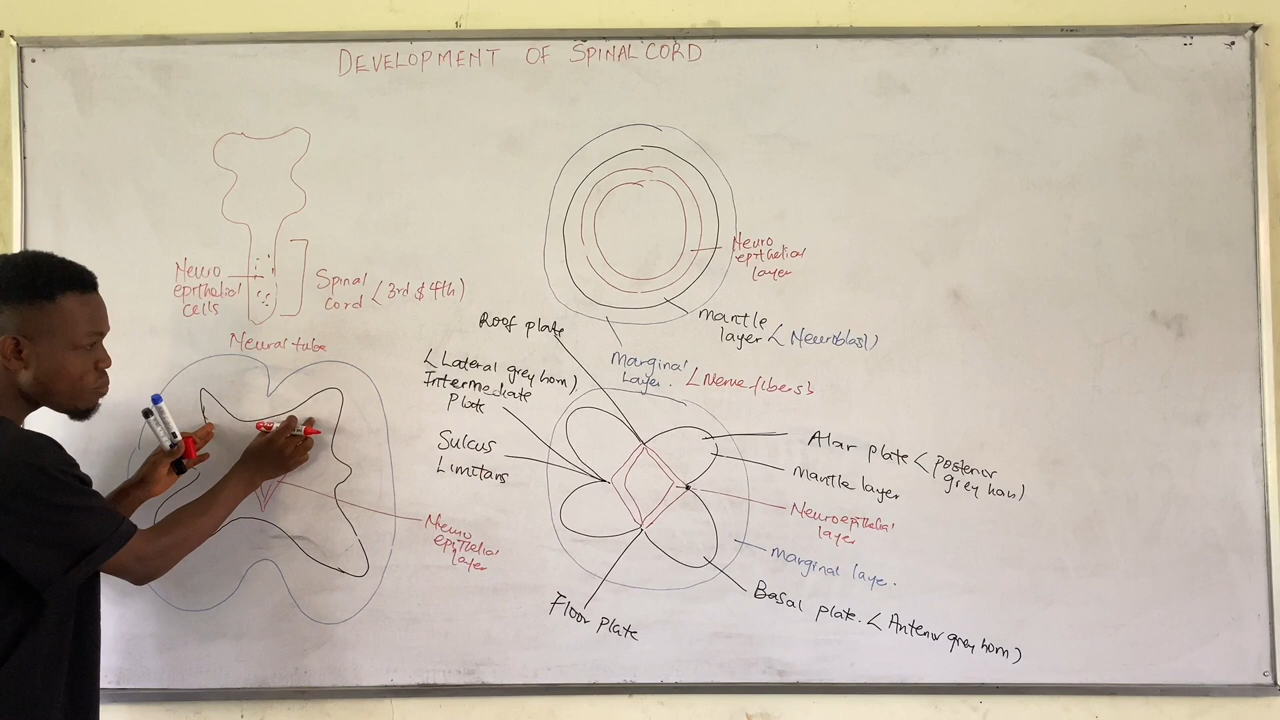 DEVELOPMENT OF SPINAL CORD
Neuro
epithelial
cells
Spinal
Cord (3rd & 4th)
Neural tube
Neuro
epithelial
layer
mantle
layer (Neuroblast)
marginal
Layer. (Nerve fibers)
Roof plate
(Lateral grey horn)
Intermediate
Plate
Sulcus
Limitans
Alar plate (posterior
grey horn)
mantle layer
Neuroepithelial
layer
marginal laye.
Basal plate. (Anterior grey horn)
Floor plate
Neuro
epithelial
layer